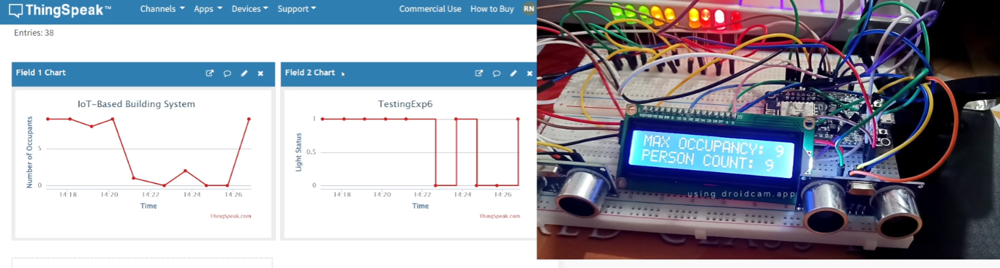 ThingSpeak™
Channels
Apps
Devices
Support
Commercial Use
How to Buy
RN
Entries: 38
Field 1 Chart
IoT-Based Building System
Number of Occupants
5
0
14:18
14:20
14:22
14:24
14:26
Time
ThingSpeak.com
Field 2 Chart
TestingExp6
Light Status
1
0.5
0
14:18
14:20
14:22
14:24
14:26
Time
ThingSpeak.com
MAX OCCUPANCY: 9
PERSON COUNT: 9
using droidcam.app